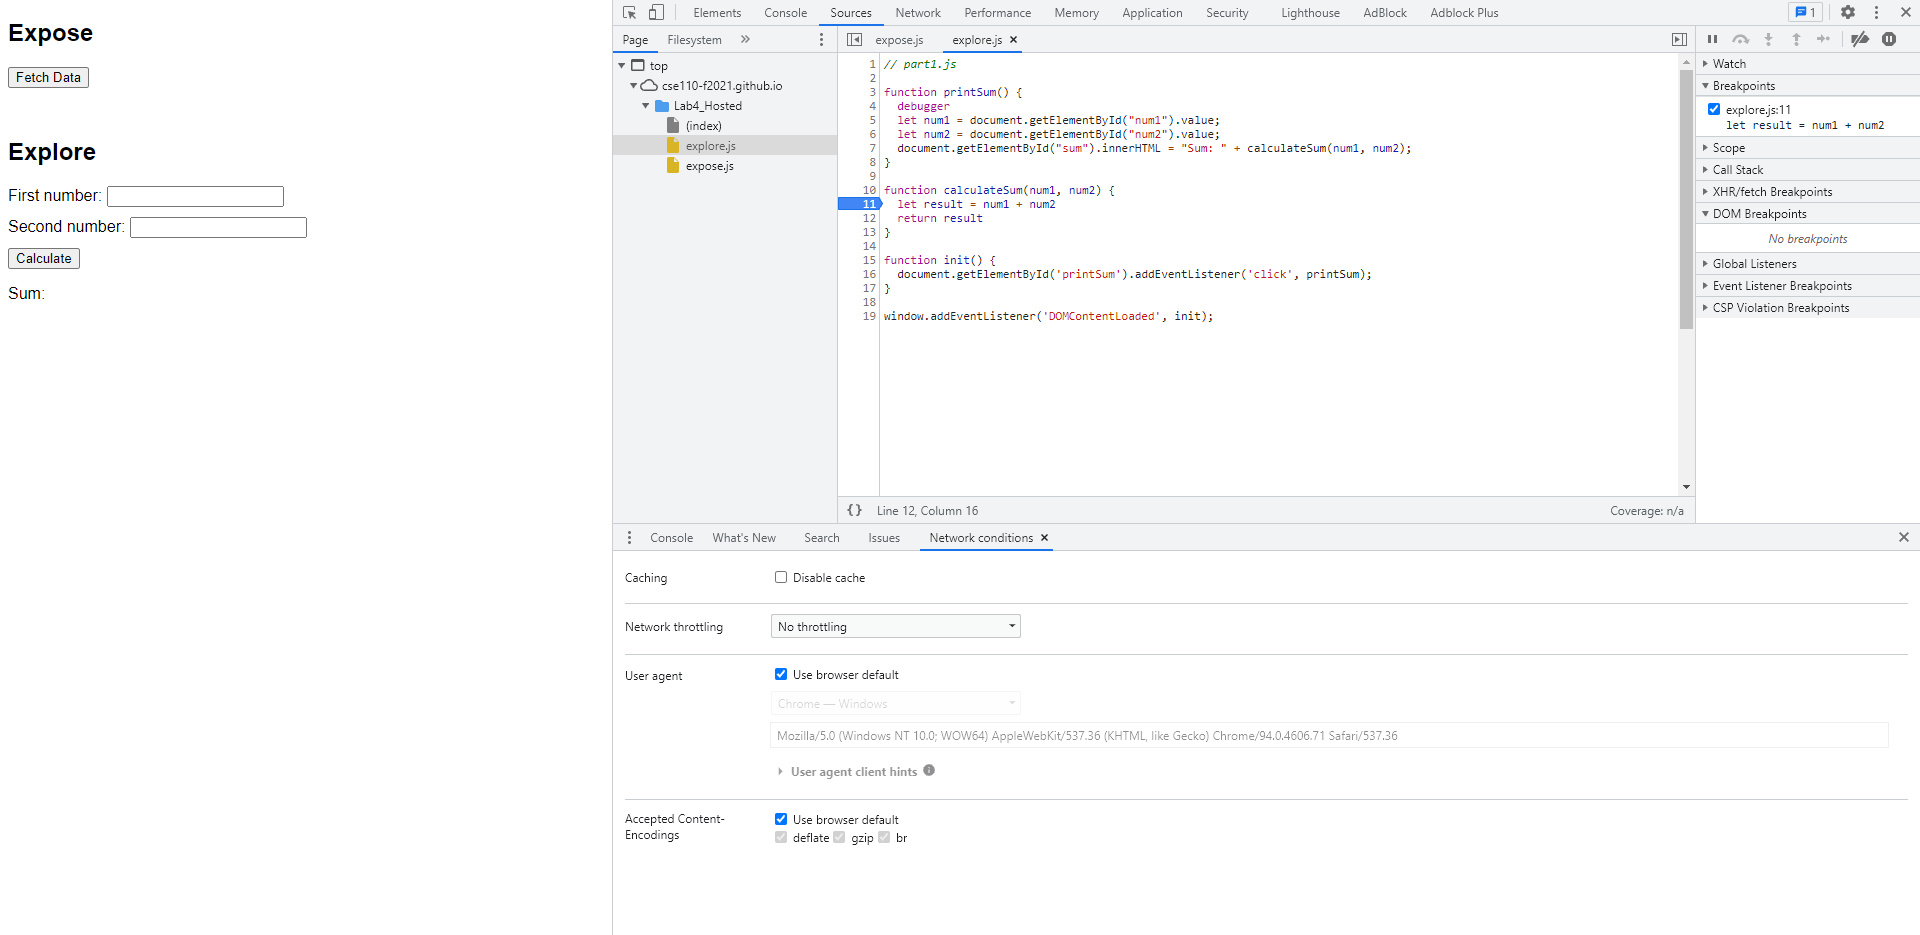 Expose
Fetch Data
Explore
First number:
Second number:
Calculate
Sum:
Elements Console Sources Network Performance Memory Application Security Lighthouse AdBlock Adblock Plus 1
Page Filesystem
top
cse110-f2021.github.io
Lab4_Hosted
(index)
explore.js
expose.js
expose.js explore.js
1 // part1.js
2
3 function printSum() {
4 debugger
5 let num1 = document.getElementById("num1").value;
6 let num2 = document.getElementById("num2").value;
7 document.getElementById("sum").innerHTML = "Sum: " + calculateSum(num1, num2);
8 }
9
10 function calculateSum(num1, num2) {
11 let result = num1 + num2
12 return result
13 }
14
15 function init() {
16 document.getElementById('printSum').addEventListener('click', printSum);
17 }
18
19 window.addEventListener('DOMContentLoaded', init);
{} Line 12, Column 16 Coverage: n/a
Watch
Breakpoints
explore.js:11
let result = num1 + num2
Scope
Call Stack
XHR/fetch Breakpoints
DOM Breakpoints
No breakpoints
Global Listeners
Event Listener Breakpoints
CSP Violation Breakpoints
Console What's New Search Issues Network conditions
Caching Disable cache
Network throttling No throttling
User agent Use browser default
Chrome — Windows
Mozilla/5.0 (Windows NT 10.0; WOW64) AppleWebKit/537.36 (KHTML, like Gecko) Chrome/94.0.4606.71 Safari/537.36
User agent client hints
Accepted Content-
Encodings
Use browser default
deflate gzip br